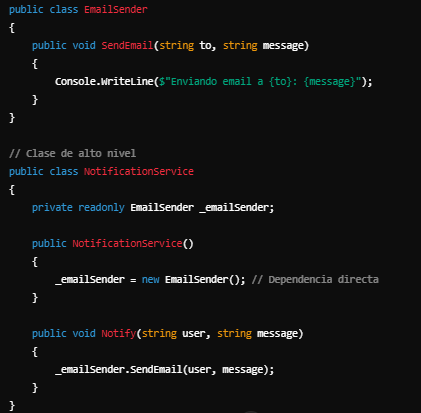 public class EmailSender
{
    public void SendEmail(string to, string message)
    {
        Console.WriteLine($"Enviando email a {to}: {message}");
    }
}

// Clase de alto nivel
public class NotificationService
{
    private readonly EmailSender _emailSender;

    public NotificationService()
    {
        _emailSender = new EmailSender(); // Dependencia directa
    }

    public void Notify(string user, string message)
    {
        _emailSender.SendEmail(user, message);
    }
}